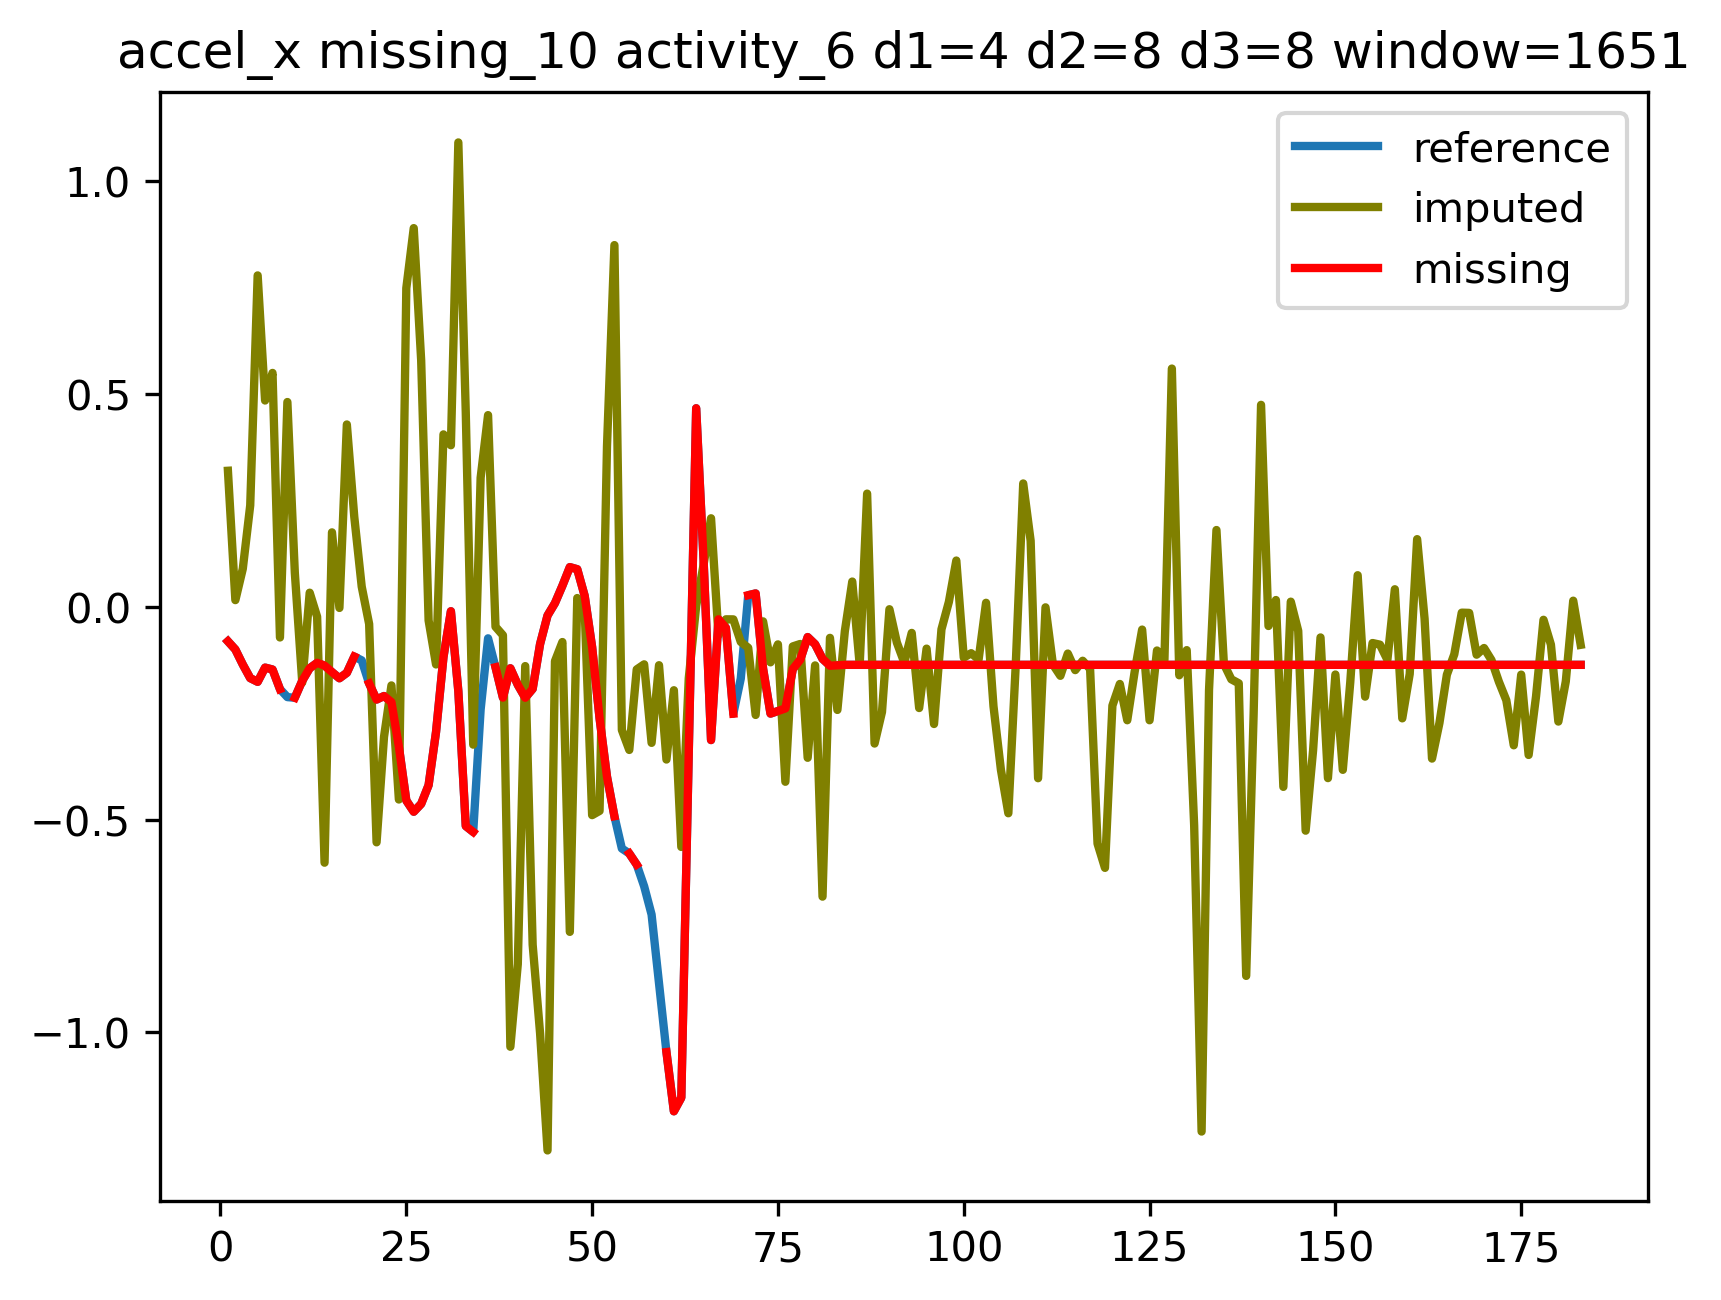 accel_x missing_10 activity_6 d1=4 d2=8 d3=8 window=1651
reference
imputed
missing
1.0
0.5
0.0
−0.5
−1.0
0 25 50 75 100 125 150 175